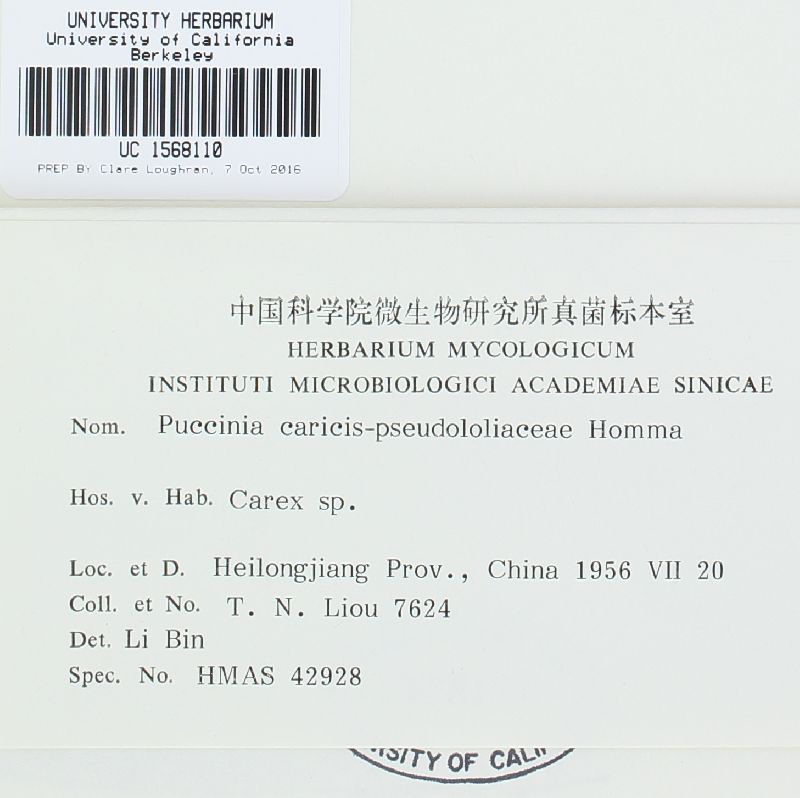 UNIVERSITY HERBARIUM
University of California
Berkeley
UC 1568110
PREP BY Clare Loughran, 7 Oct 2016
中国科学院微生物研究所真菌标本室
HERBARIUM MYCOLOGICUM
INSTITUTI MICROBIOLOGICI ACADEMIAE SINICAE
Nom. Puccinia caricis-pseudololiaceae Homma
Hos. v. Hab. Carex sp.
Loc. et D. Heilongjiang Prov., China 1956 VII 20
Coll. et No. T. N. Liou 7624
Det. Li Bin
Spec. No. HMAS 42928
OF